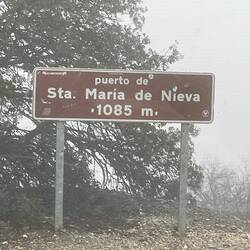 puerto de
Sta. María de Nieva
·1085 m·